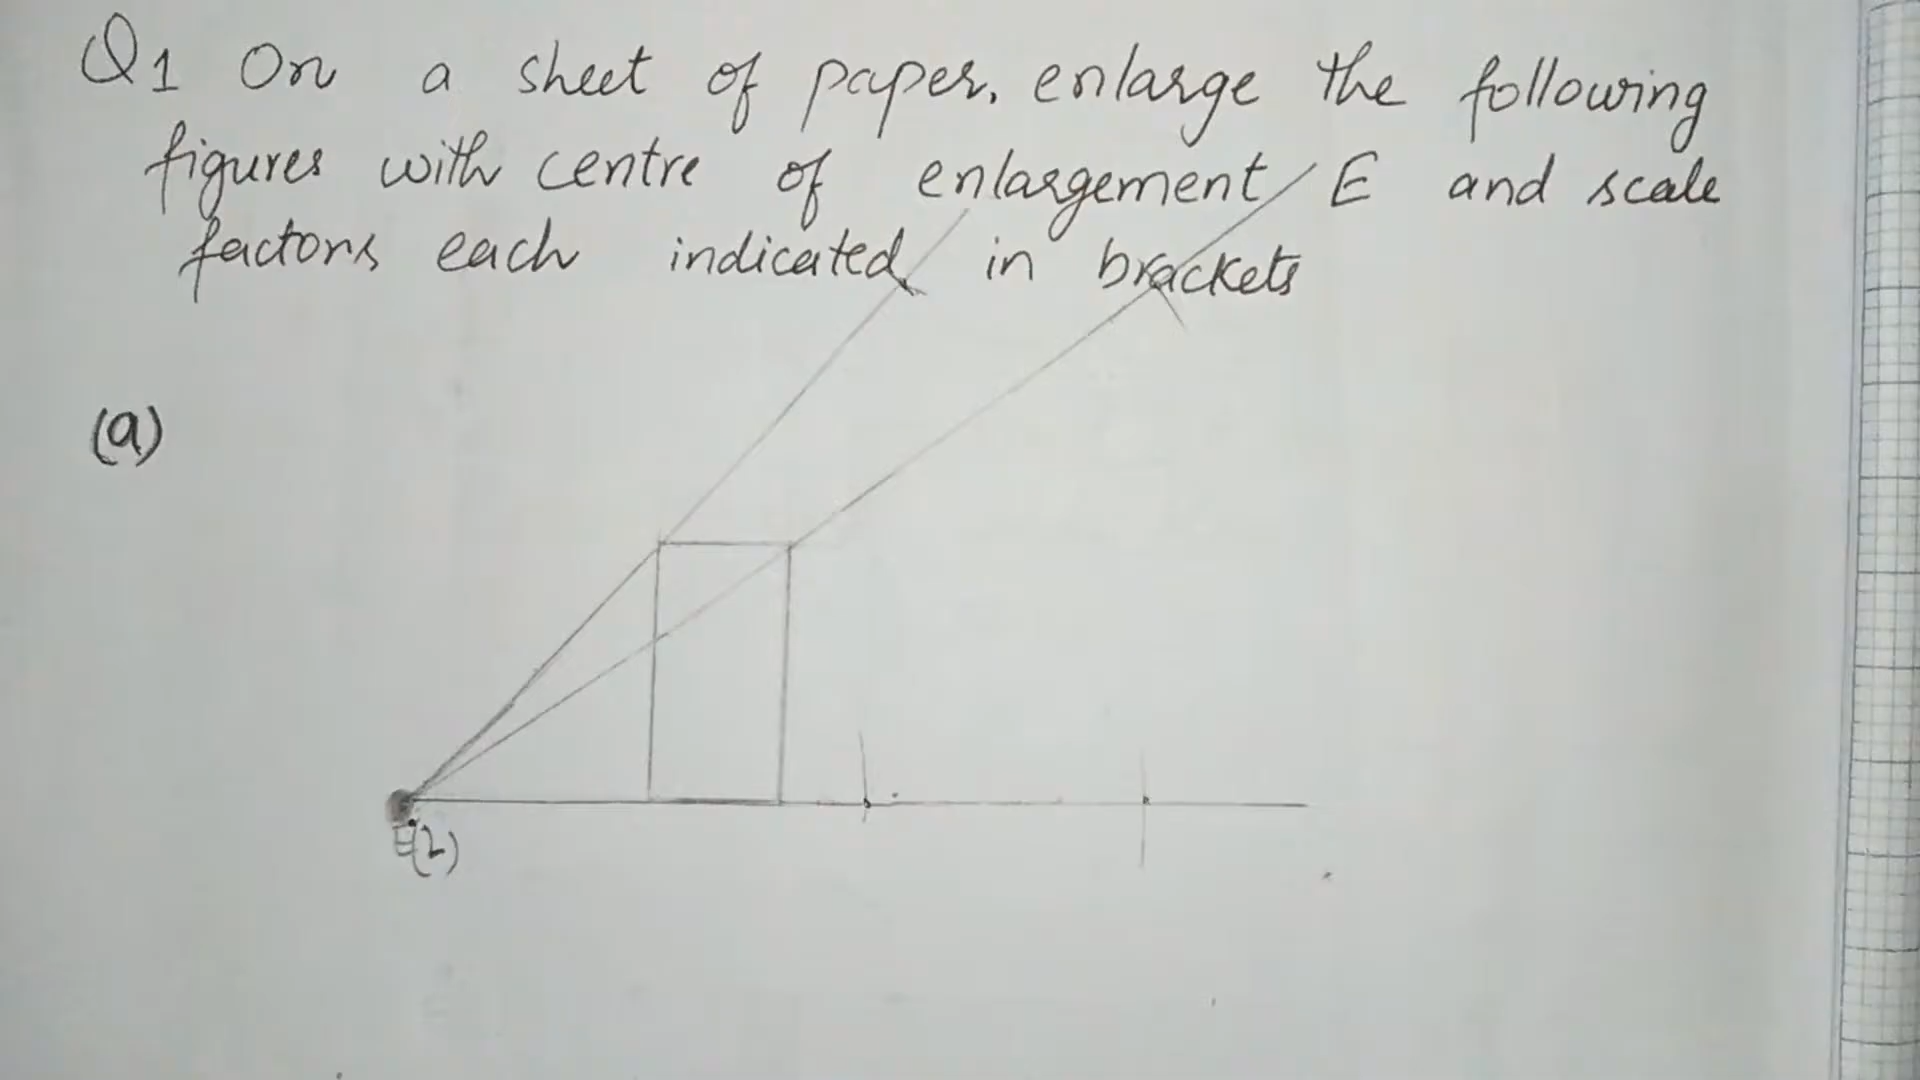 Q1 On a sheet of paper, enlarge the following
figures with centre of enlargement E and scale
factors each indicated in brackets
(a)
E(2)